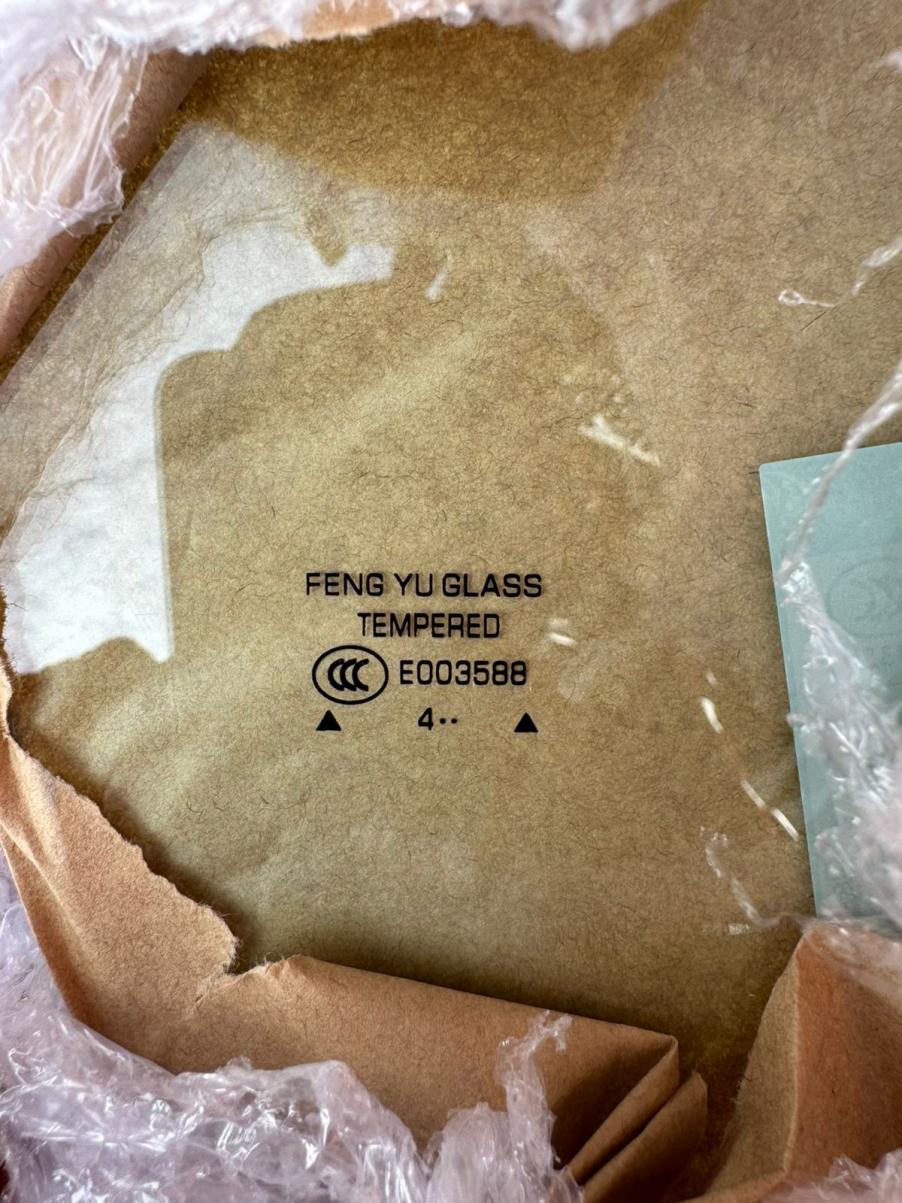 FENG YU GLASS
TEMPERED
CCC E003588
▲ 4·· ▲